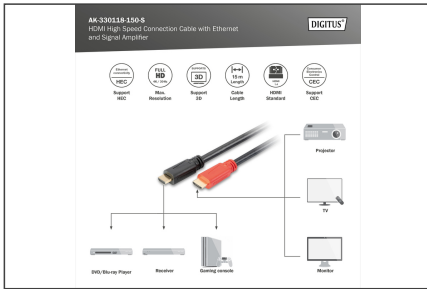 AK-330118-150-S
HDMI High Speed Connection Cable with Ethernet
and Signal Amplifier
DIGITUS®
HEC
FULL
HD
3D
15 m
Length
CEC
Support
HEC
Max.
Resolution
Support
3D
Cable
Length
HDMI
Standard
Support
CEC
Projector
TV
DVD/Blu-ray Player
Receiver
Gaming console
Monitor